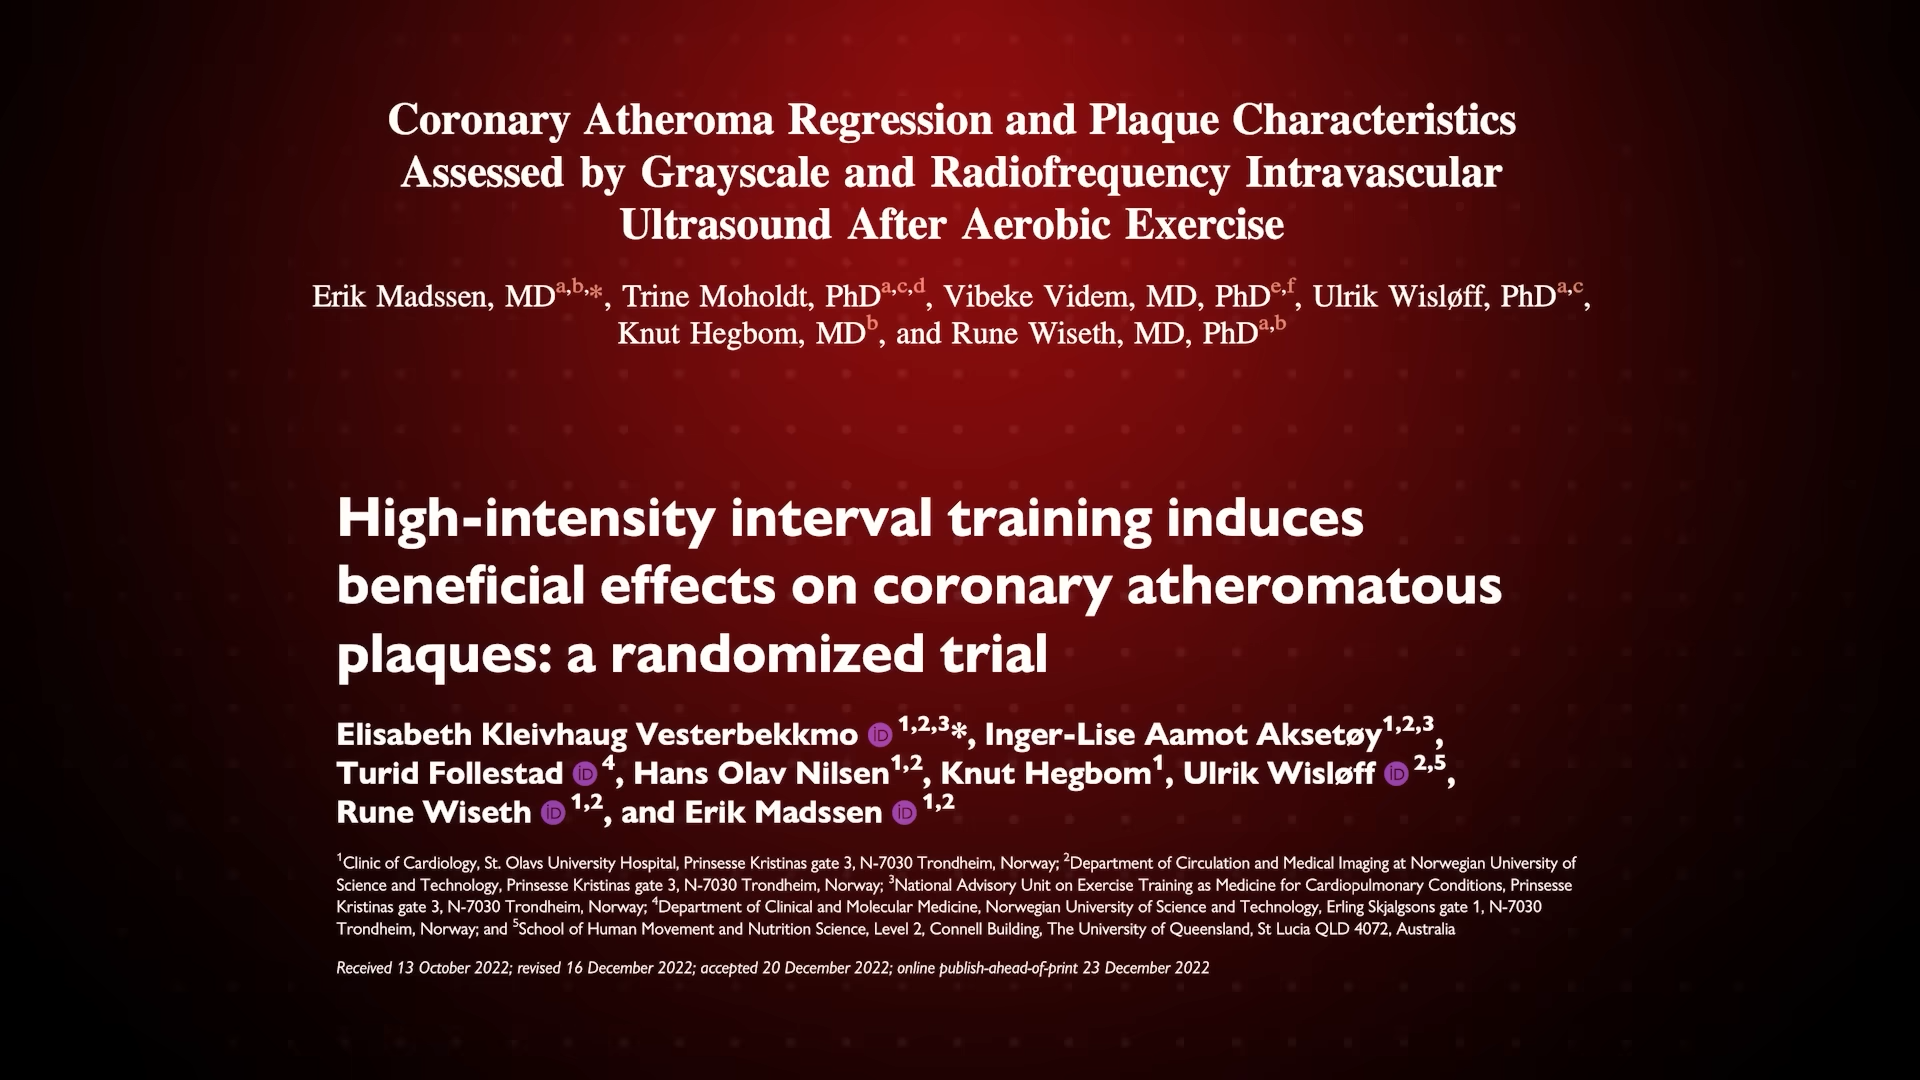 Coronary Atheroma Regression and Plaque Characteristics
Assessed by Grayscale and Radiofrequency Intravascular
Ultrasound After Aerobic Exercise
Erik Madssen, MDa,b,*, Trine Moholdt, PhDa,c,d, Vibeke Videm, MD, PhDe,f, Ulrik Wisløff, PhDa,c,
Knut Hegbom, MDb, and Rune Wiseth, MD, PhDa,b
High-intensity interval training induces
beneficial effects on coronary atheromatous
plaques: a randomized trial
Elisabeth Kleivhaug Vesterbekkmo iD 1,2,3*, Inger-Lise Aamot Aksetøy1,2,3,
Turid Follestad iD 4, Hans Olav Nilsen1,2, Knut Hegbom1, Ulrik Wisløff iD 2,5,
Rune Wiseth iD 1,2, and Erik Madssen iD 1,2
1Clinic of Cardiology, St. Olavs University Hospital, Prinsesse Kristinas gate 3, N-7030 Trondheim, Norway; 2Department of Circulation and Medical Imaging at Norwegian University of
Science and Technology, Prinsesse Kristinas gate 3, N-7030 Trondheim, Norway; 3National Advisory Unit on Exercise Training as Medicine for Cardiopulmonary Conditions, Prinsesse
Kristinas gate 3, N-7030 Trondheim, Norway; 4Department of Clinical and Molecular Medicine, Norwegian University of Science and Technology, Erling Skjalgsons gate 1, N-7030
Trondheim, Norway; and 5School of Human Movement and Nutrition Science, Level 2, Connell Building, The University of Queensland, St Lucia QLD 4072, Australia
Received 13 October 2022; revised 16 December 2022; accepted 20 December 2022; online publish-ahead-of-print 23 December 2022